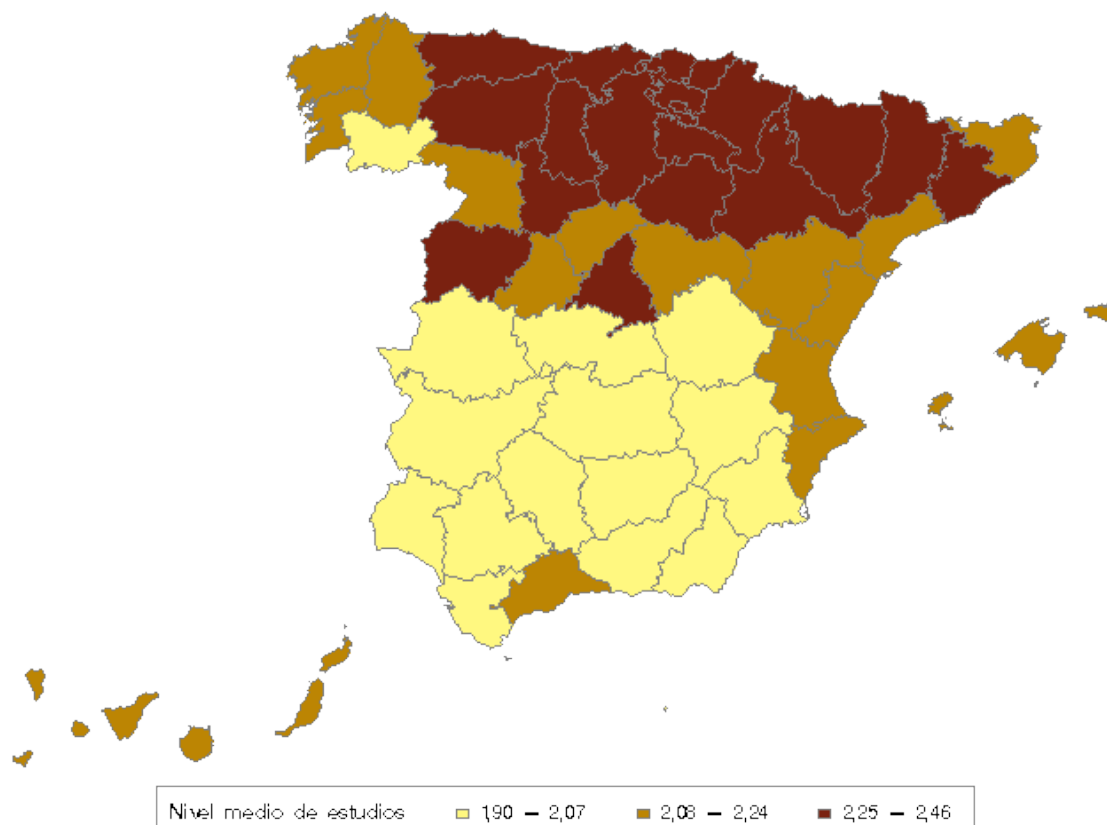 Nivel medio de estudios 1,90 – 2,07 2,08 – 2,24 2,25 – 2,46